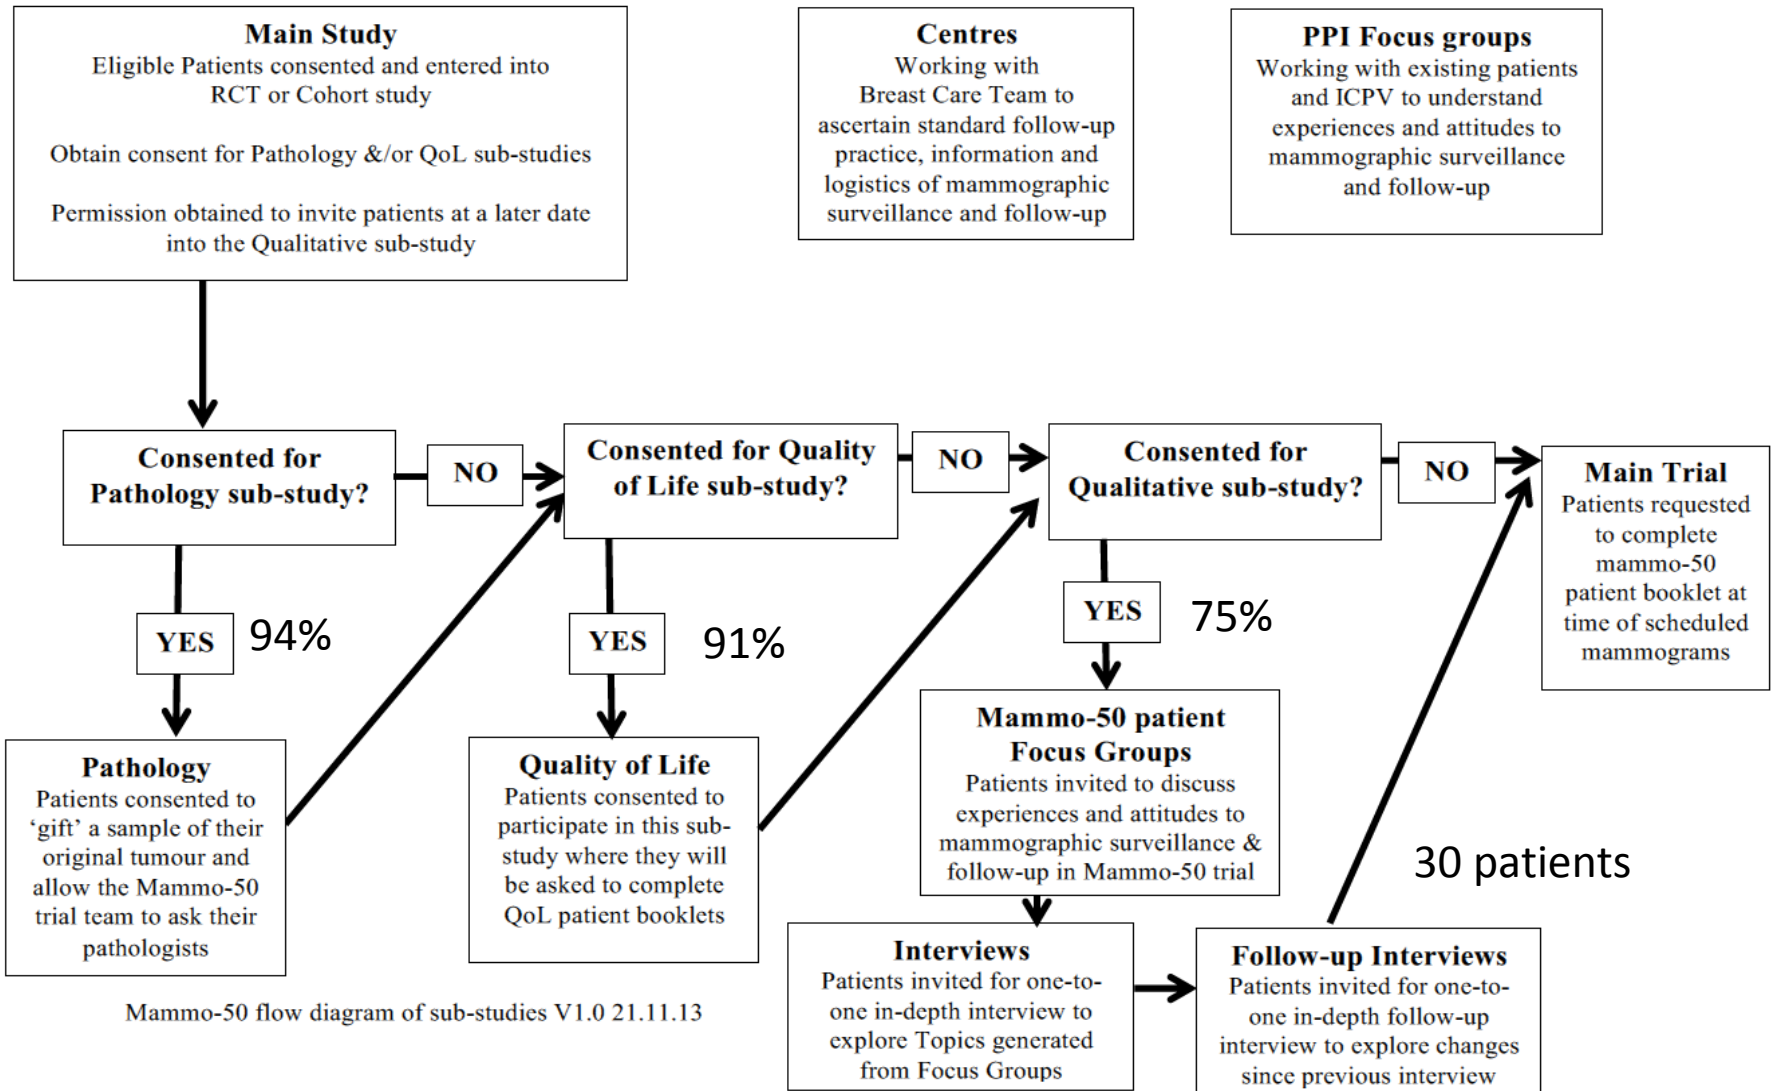 Main Study
Eligible Patients consented and entered into
RCT or Cohort study
Obtain consent for Pathology &/or QoL sub-studies
Permission obtained to invite patients at a later date
into the Qualitative sub-study
Centres
Working with
Breast Care Team to
ascertain standard follow-up
practice, information and
logistics of mammographic
surveillance and follow-up
PPI Focus groups
Working with existing patients
and ICPV to understand
experiences and attitudes to
mammographic surveillance
and follow-up
Consented for
Pathology sub-study?
NO
Consented for Quality
of Life sub-study?
NO
Consented for
Qualitative sub-study?
NO
Main Trial
Patients requested
to complete
mammo-50
patient booklet at
time of scheduled
mammograms
YES
94%
YES
91%
YES
75%
Pathology
Patients consented to
‘gift’ a sample of their
original tumour and
allow the Mammo-50
trial team to ask their
pathologists
Quality of Life
Patients consented to
participate in this sub-
study where they will
be asked to complete
QoL patient booklets
Mammo-50 patient
Focus Groups
Patients invited to discuss
experiences and attitudes to
mammographic surveillance &
follow-up in Mammo-50 trial
30 patients
Interviews
Patients invited for one-to-
one in-depth interview to
explore Topics generated
from Focus Groups
Follow-up Interviews
Patients invited for one-to-
one in-depth follow-up
interview to explore changes
since previous interview
Mammo-50 flow diagram of sub-studies V1.0 21.11.13